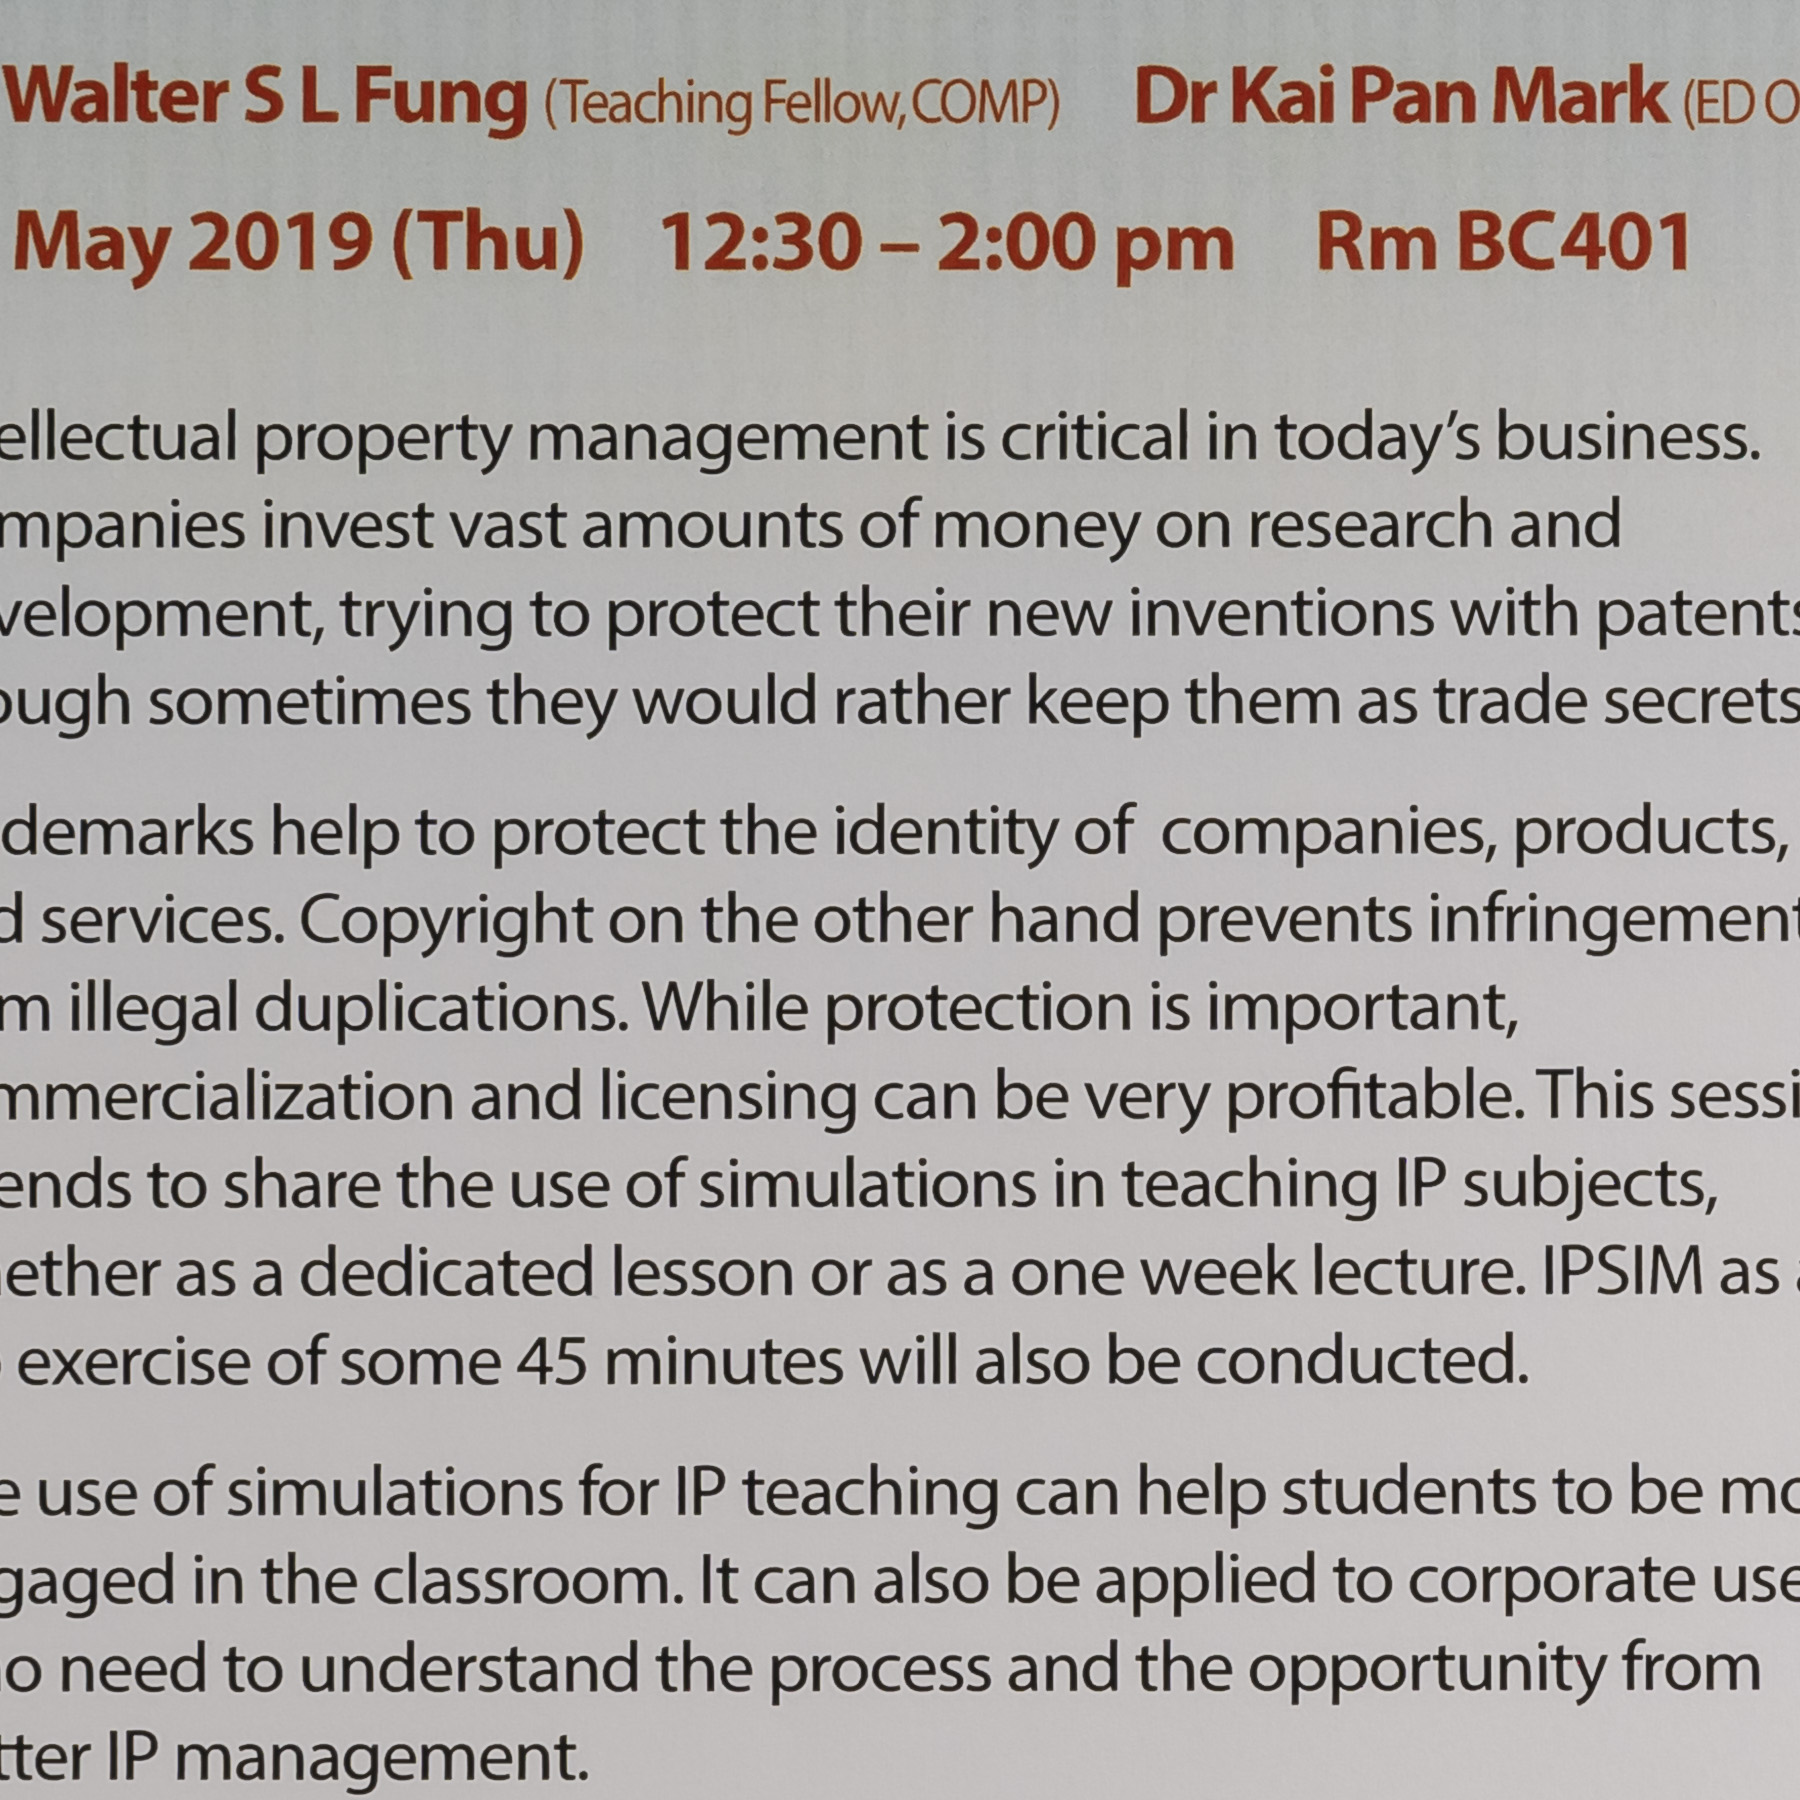 Walter S L Fung (Teaching Fellow, COMP) Dr Kai Pan Mark (ED O
May 2019 (Thu) 12:30 – 2:00 pm Rm BC401
ellectual property management is critical in today's business.
mpanies invest vast amounts of money on research and
velopment, trying to protect their new inventions with patents
ough sometimes they would rather keep them as trade secrets
demarks help to protect the identity of companies, products,
d services. Copyright on the other hand prevents infringement
m illegal duplications. While protection is important,
mmercialization and licensing can be very profitable. This sessi
ends to share the use of simulations in teaching IP subjects,
ether as a dedicated lesson or as a one week lecture. IPSIM as a
exercise of some 45 minutes will also be conducted.
e use of simulations for IP teaching can help students to be mo
gaged in the classroom. It can also be applied to corporate use
o need to understand the process and the opportunity from
tter IP management.